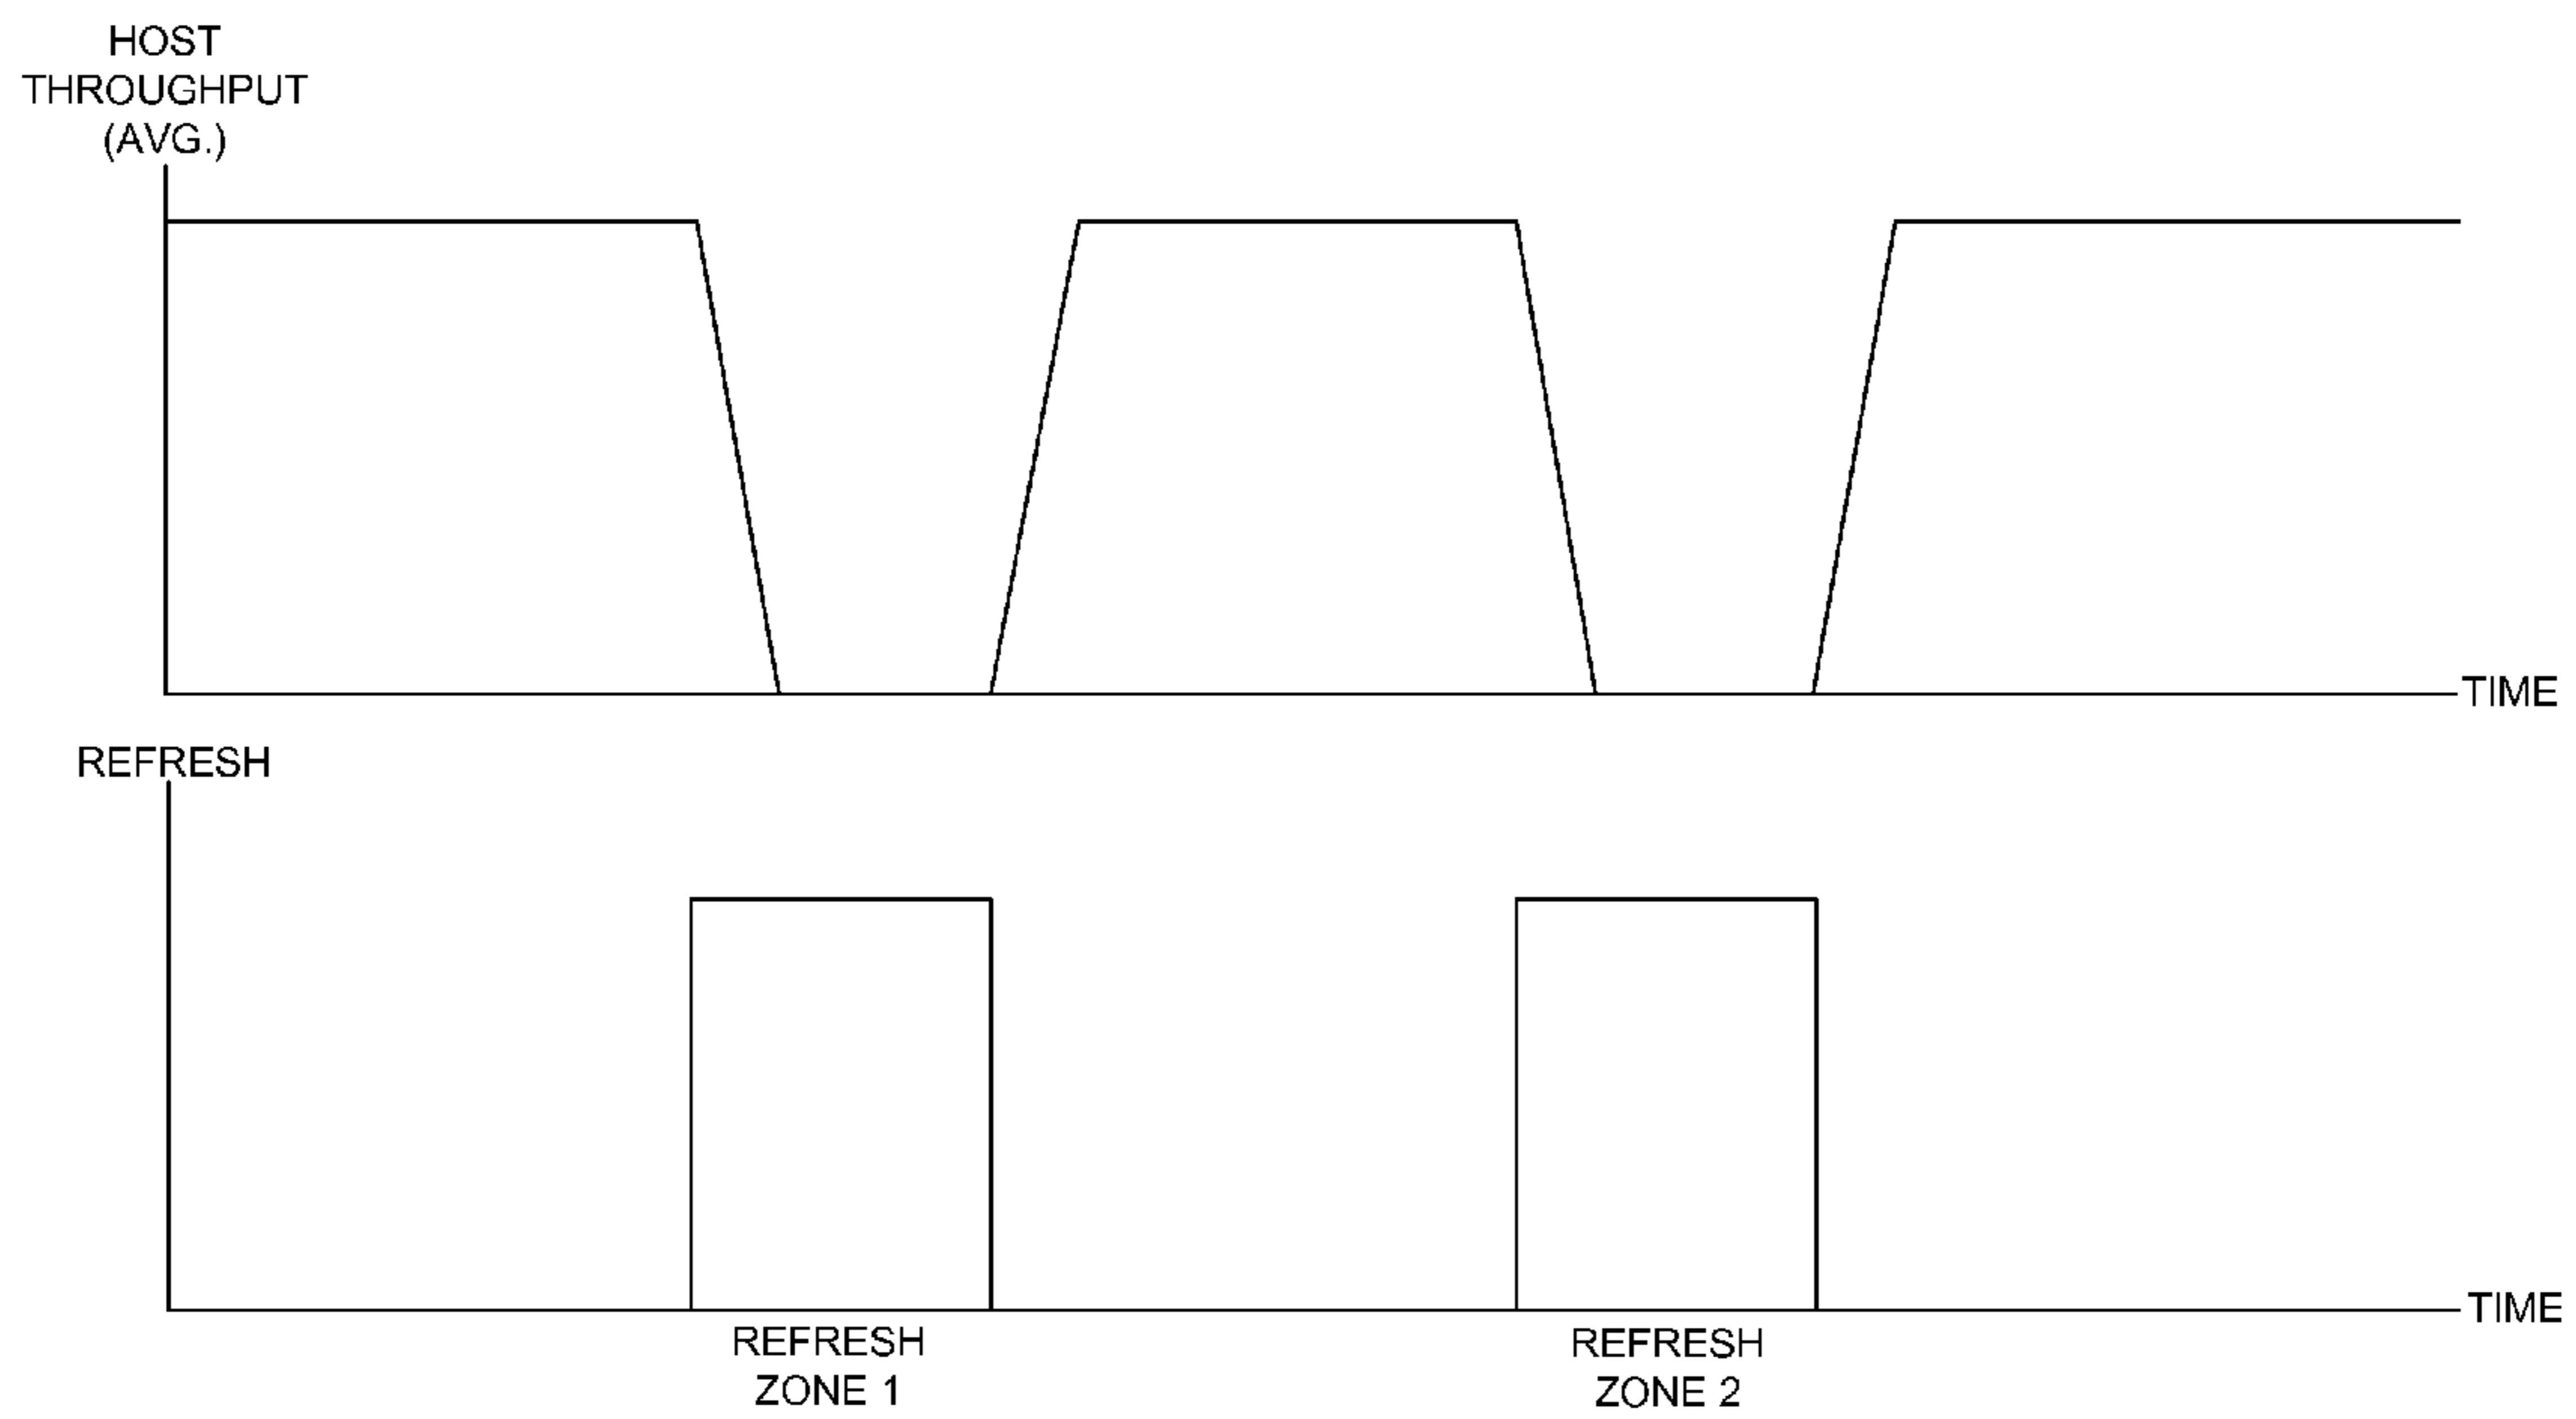 HOST
THROUGHPUT
(AVG.)
TIME
REFRESH
TIME
REFRESH
ZONE 1
REFRESH
ZONE 2